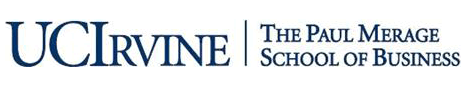 UCIRVINE
THE PAUL MERAGE
SCHOOL OF BUSINESS